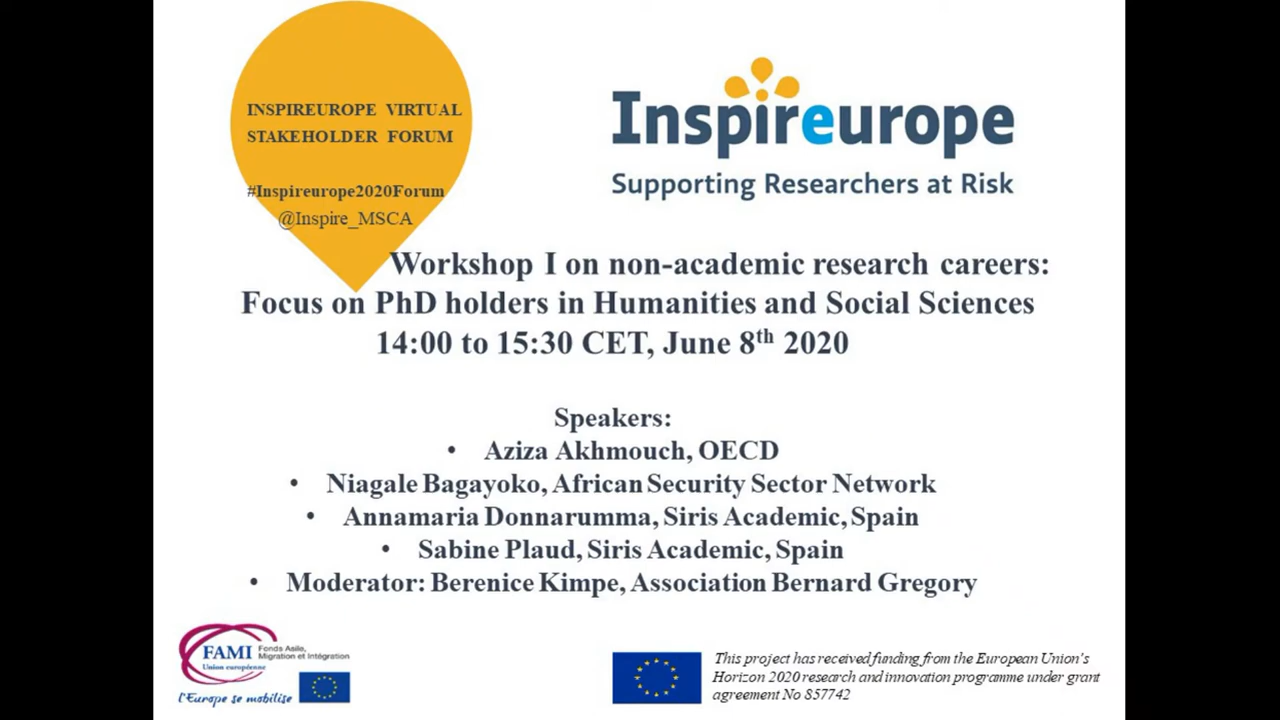 INSPIREUROPE VIRTUAL
STAKEHOLDER FORUM
#Inspireurope2020Forum
@Inspire_MSCA
Inspireurope
Supporting Researchers at Risk
Workshop I on non-academic research careers:
Focus on PhD holders in Humanities and Social Sciences
14:00 to 15:30 CET, June 8th 2020
Speakers:
• Aziza Akhmouch, OECD
• Niagale Bagayoko, African Security Sector Network
• Annamaria Donnarumma, Siris Academic, Spain
• Sabine Plaud, Siris Academic, Spain
• Moderator: Berenice Kimpe, Association Bernard Gregory
FAMI
Union européenne
Fonds Asile,
Migration et Intégration
l'Europe se mobilise
This project has received funding from the European Union's
Horizon 2020 research and innovation programme under grant
agreement No 857742